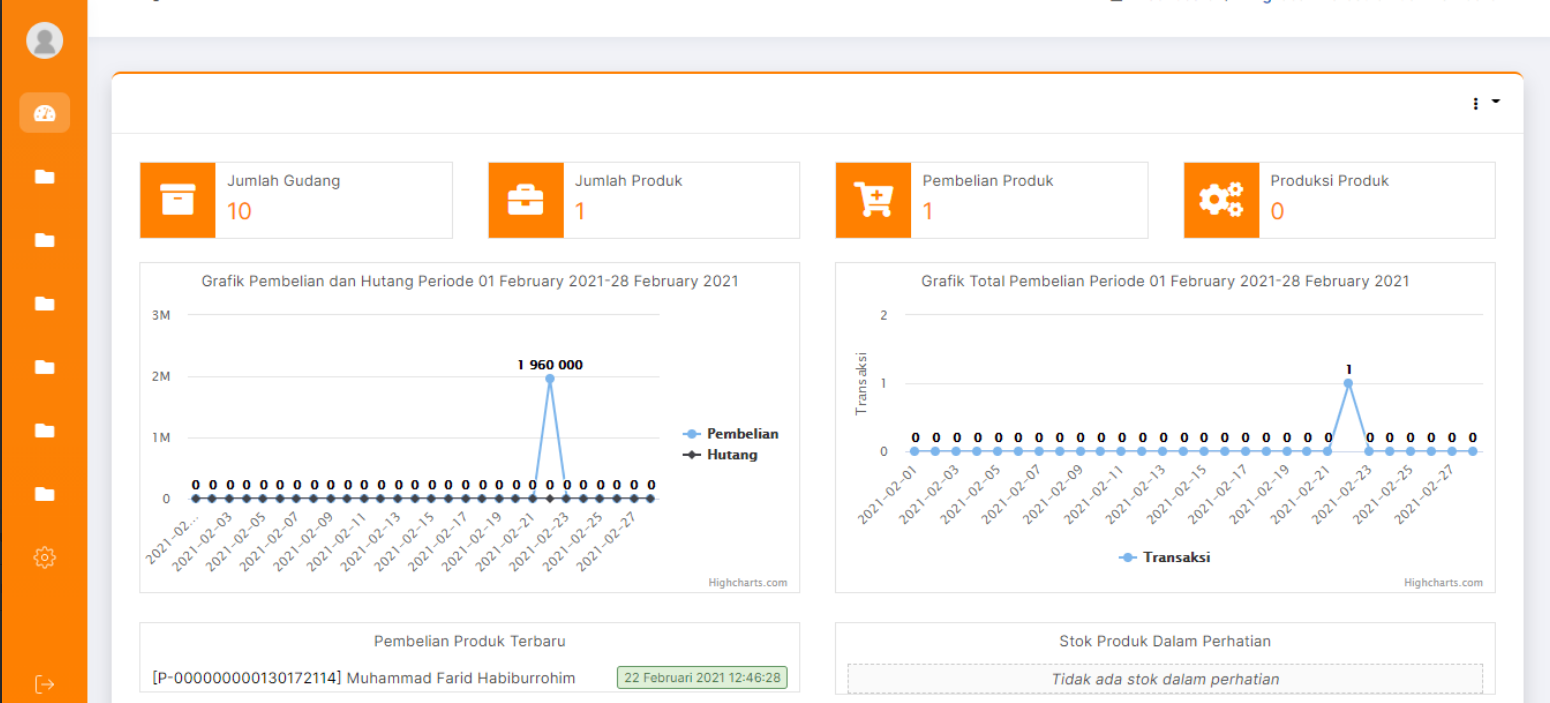 Jumlah Gudang
10
Jumlah Produk
1
Pembelian Produk
1
Produksi Produk
0
Grafik Pembelian dan Hutang Periode 01 February 2021-28 February 2021
3M
2M
1M
0
1 960 000
0 0 0 0 0 0 0 0 0 0 0 0 0 0 0 0 0 0 0 0 0 0 0 0 0 0 0 0
2021-02...
2021-02-03
2021-02-05
2021-02-07
2021-02-09
2021-02-11
2021-02-13
2021-02-15
2021-02-17
2021-02-19
2021-02-21
2021-02-23
2021-02-25
2021-02-27
Pembelian
Hutang
Highcharts.com
Grafik Total Pembelian Periode 01 February 2021-28 February 2021
Transaksi
2
1
0
1
0 0 0 0 0 0 0 0 0 0 0 0 0 0 0 0 0 0 0 0 0 0 0 0 0 0 0
2021-02-01
2021-02-03
2021-02-05
2021-02-07
2021-02-09
2021-02-11
2021-02-13
2021-02-15
2021-02-17
2021-02-19
2021-02-21
2021-02-23
2021-02-25
2021-02-27
Transaksi
Highcharts.com
Pembelian Produk Terbaru
[P-000000000130172114] Muhammad Farid Habiburrohim
22 Februari 2021 12:46:28
Stok Produk Dalam Perhatian
Tidak ada stok dalam perhatian